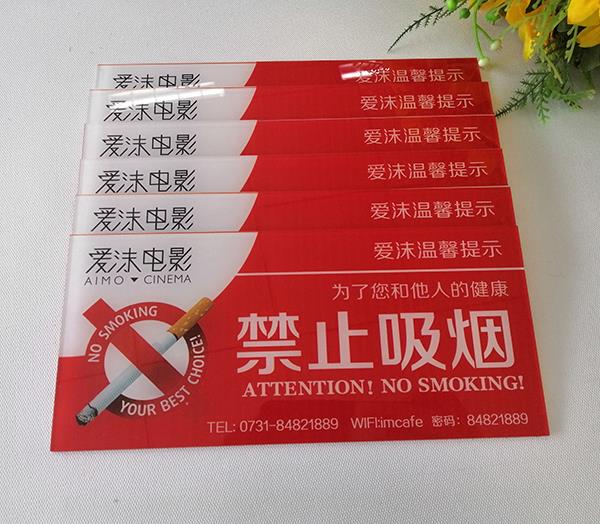 爱沫电影
爱沫温馨提示
爱沫电影
爱沫温馨提示
爱沫电影
爱沫温馨提示
爱沫电影
爱沫温馨提示
爱沫电影
爱沫温馨提示
爱沫电影
AIMO CINEMA
爱沫温馨提示
为了您和他人的健康
禁止吸烟
ATTENTION! NO SMOKING!
NO SMOKING
YOUR BEST CHOICE!
TEL: 0731-84821889 WIFI:imcafe 密码: 84821889